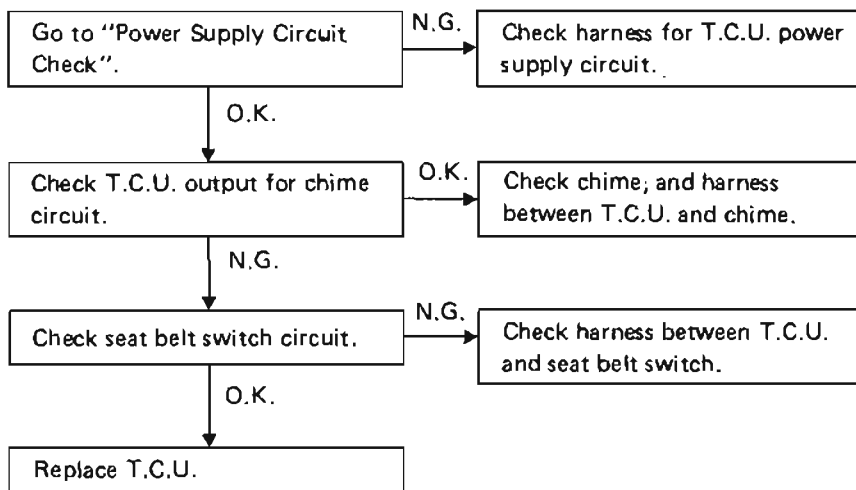 Go to "Power Supply Circuit
Check".
N.G.
Check harness for T.C.U. power
supply circuit.
O.K.
Check T.C.U. output for chime
circuit.
O.K.
Check chime, and harness
between T.C.U. and chime.
N.G.
Check seat belt switch circuit.
N.G.
Check harness between T.C.U.
and seat belt switch.
O.K.
Replace T.C.U.